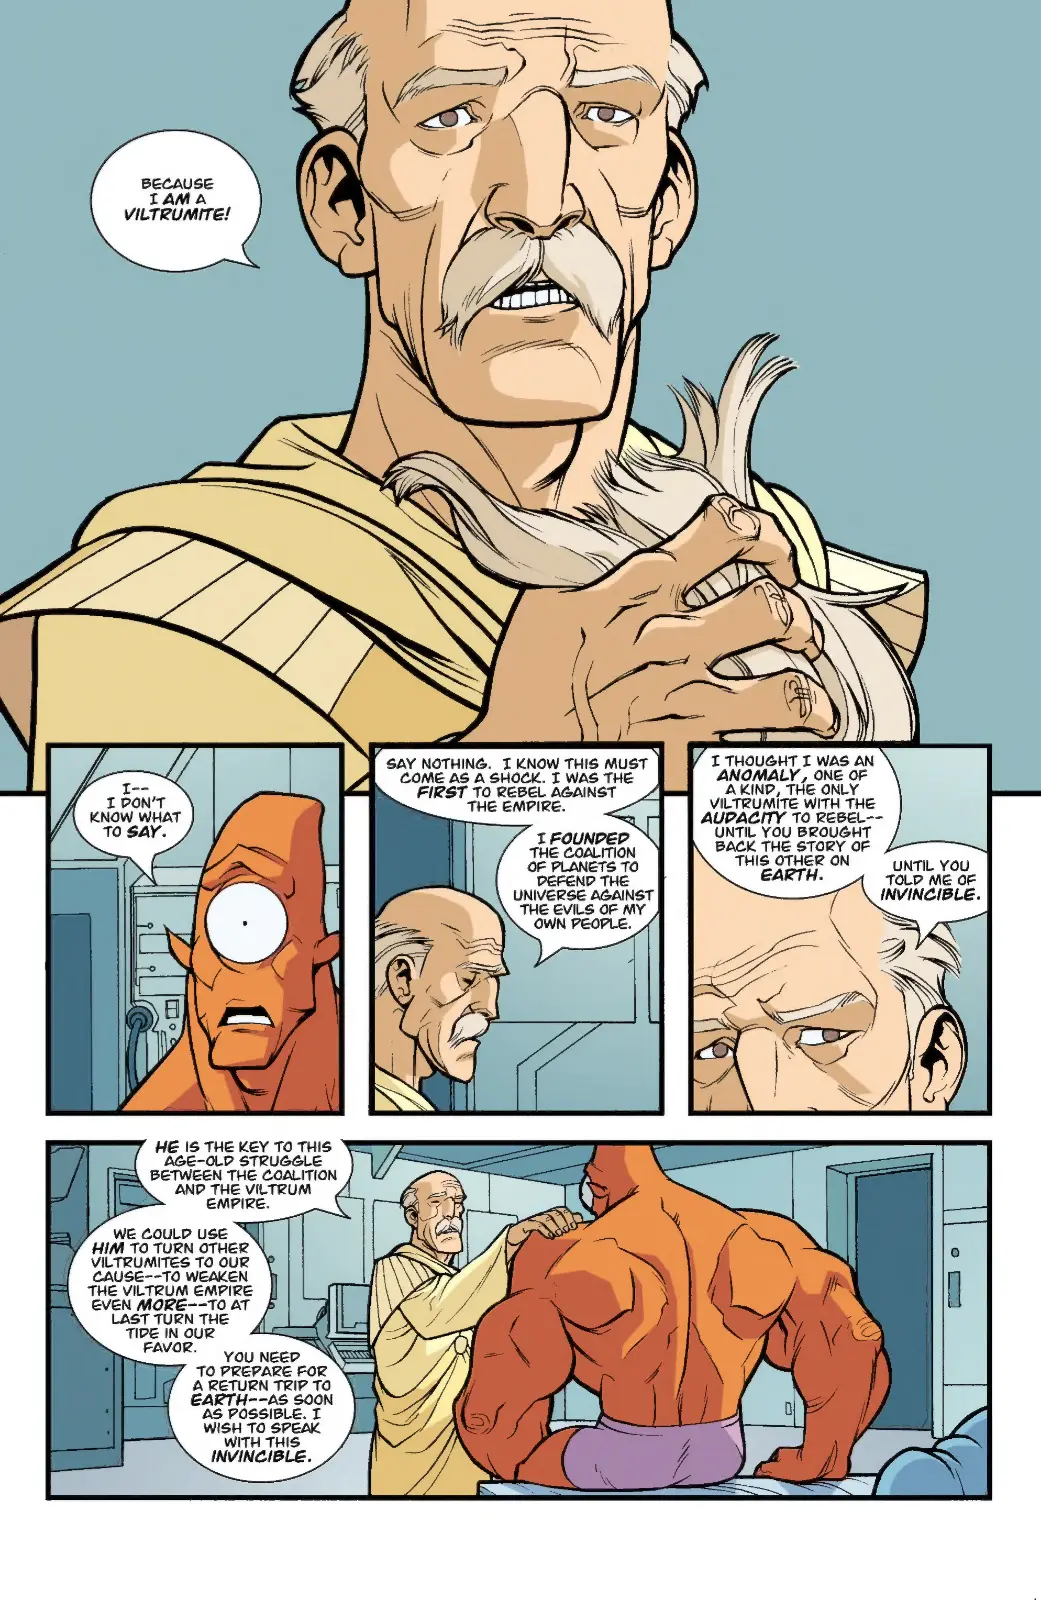 BECAUSE
I AM A
VILTRUMITE!
I--
I DON'T
KNOW WHAT
TO SAY.
SAY NOTHING. I KNOW THIS MUST
COME AS A SHOCK. I WAS THE
FIRST TO REBEL AGAINST
THE EMPIRE.
I FOUNDED
THE COALITION
OF PLANETS TO
DEFEND THE
UNIVERSE AGAINST
THE EVILS OF MY
OWN PEOPLE.
I THOUGHT I WAS AN
ANOMALY, ONE OF
A KIND, THE ONLY
VILTRUMITE WITH THE
AUDACITY TO REBEL--
UNTIL YOU BROUGHT
BACK THE STORY OF
THIS OTHER ON
EARTH.
UNTIL YOU
TOLD ME OF
INVINCIBLE.
HE IS THE KEY TO THIS
AGE-OLD STRUGGLE
BETWEEN THE COALITION
AND THE VILTRUM
EMPIRE.
WE COULD USE
HIM TO TURN OTHER
VILTRUMITES TO OUR
CAUSE--TO WEAKEN
THE VILTRUM EMPIRE
EVEN MORE--TO AT
LAST TURN THE
TIDE IN OUR
FAVOR.
YOU NEED
TO PREPARE FOR
A RETURN TRIP TO
EARTH--AS SOON
AS POSSIBLE. I
WISH TO SPEAK
WITH THIS
INVINCIBLE.